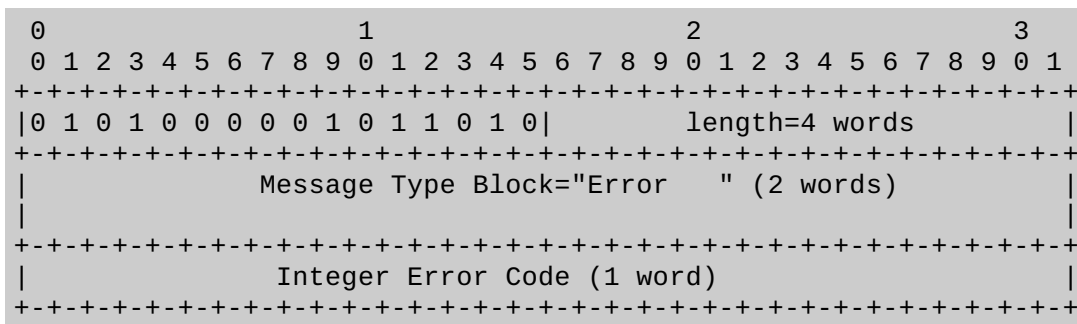 0                   1                   2                   3
 0 1 2 3 4 5 6 7 8 9 0 1 2 3 4 5 6 7 8 9 0 1 2 3 4 5 6 7 8 9 0 1
+-+-+-+-+-+-+-+-+-+-+-+-+-+-+-+-+-+-+-+-+-+-+-+-+-+-+-+-+-+-+-+-+
|0 1 0 1 0 0 0 0 0 1 0 1 1 0 1 0|        length=4 words         |
+-+-+-+-+-+-+-+-+-+-+-+-+-+-+-+-+-+-+-+-+-+-+-+-+-+-+-+-+-+-+-+-+
|              Message Type Block="Error   " (2 words)          |
|                                                               |
+-+-+-+-+-+-+-+-+-+-+-+-+-+-+-+-+-+-+-+-+-+-+-+-+-+-+-+-+-+-+-+-+
|               Integer Error Code (1 word)                     |
+-+-+-+-+-+-+-+-+-+-+-+-+-+-+-+-+-+-+-+-+-+-+-+-+-+-+-+-+-+-+-+-+